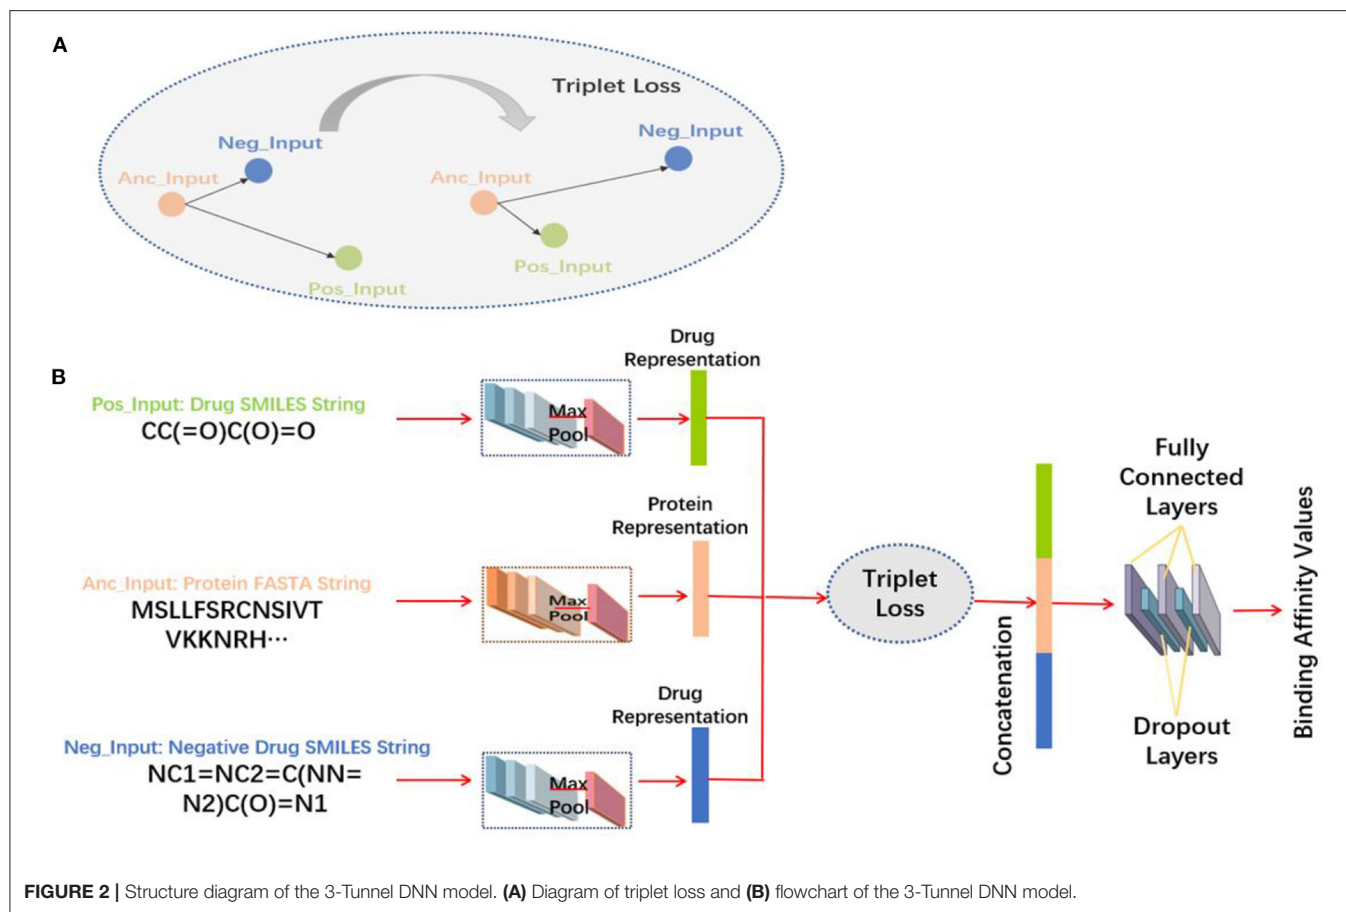 A
Triplet Loss
Neg_Input
Neg_Input
Anc_Input
Anc_Input
Pos_Input
Pos_Input
B
Drug
Representation
Pos_Input: Drug SMILES String
CC(=O)C(O)=O
Max
Pool
Protein
Representation
Anc_Input: Protein FASTA String
MSLLFSRCNSIVT
VKKNRH…
Max
Pool
Drug
Representation
Neg_Input: Negative Drug SMILES String
NC1=NC2=C(NN=
N2)C(O)=N1
Max
Pool
Triplet
Loss
Concatenation
Fully
Connected
Layers
Dropout
Layers
Binding Affinity Values
FIGURE 2 | Structure diagram of the 3-Tunnel DNN model. (A) Diagram of triplet loss and (B) flowchart of the 3-Tunnel DNN model.